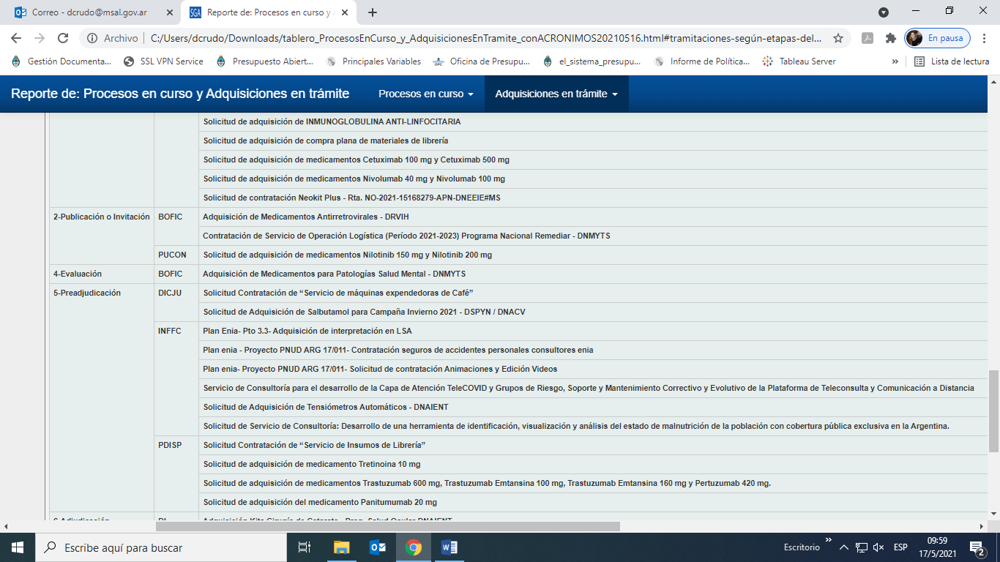 Correo - dcrudo@msal.gov.ar
SGA Reporte de: Procesos en curso y
Archivo C:/Users/dcrudo/Downloads/tablero_ProcesosEnCurso_y_AdquisicionesEnTramite_conACRONIMOS20210516.html#tramitaciones-según-etapas-del... En pausa
Gestión Documenta... SSL VPN Service Presupuesto Abiert... Principales Variables Oficina de Presupu... el_sistema_presupu... Informe de Política... Tableau Server » Lista de lectura
Reporte de: Procesos en curso y Adquisiciones en trámite Procesos en curso Adquisiciones en trámite
Solicitud de adquisición de INMUNOGLOBULINA ANTI-LINFOCITARIA
Solicitud de adquisición de compra plana de materiales de librería
Solicitud de adquisición de medicamentos Cetuximab 100 mg y Cetuximab 500 mg
Solicitud de adquisición de medicamentos Nivolumab 40 mg y Nivolumab 100 mg
Solicitud de contratación Neokit Plus - Rta. NO-2021-15168279-APN-DNEEIE#MS
2-Publicación o Invitación BOFIC Adquisición de Medicamentos Antirretrovirales - DRVIH
Contratación de Servicio de Operación Logística (Período 2021-2023) Programa Nacional Remediar - DNMYTS
PUCON Solicitud de adquisición de medicamentos Nilotinib 150 mg y Nilotinib 200 mg
4-Evaluación BOFIC Adquisición de Medicamentos para Patologías Salud Mental - DNMYTS
5-Preadjudicación DICJU Solicitud Contratación de “Servicio de máquinas expendedoras de Café”
Solicitud de Adquisición de Salbutamol para Campaña Invierno 2021 - DSPYN / DNACV
INFFC Plan Enia- Pto 3.3- Adquisición de interpretación en LSA
Plan enia - Proyecto PNUD ARG 17/011- Contratación seguros de accidentes personales consultores enia
Plan enia- Proyecto PNUD ARG 17/011- Solicitud de contratación Animaciones y Edición Videos
Servicio de Consultoría para el desarrollo de la Capa de Atención TeleCOVID y Grupos de Riesgo, Soporte y Mantenimiento Correctivo y Evolutivo de la Plataforma de Teleconsulta y Comunicación a Distancia
Solicitud de Adquisición de Tensiómetros Automáticos - DNAIENT
Solicitud de Servicio de Consultoría: Desarrollo de una herramienta de identificación, visualización y análisis del estado de malnutrición de la población con cobertura pública exclusiva en la Argentina.
PDISP Solicitud Contratación de “Servicio de Insumos de Librería”
Solicitud de adquisición de medicamento Tretinoina 10 mg
Solicitud de adquisición de medicamentos Trastuzumab 600 mg, Trastuzumab Emtansina 100 mg, Trastuzumab Emtansina 160 mg y Pertuzumab 420 mg.
Solicitud de adquisición del medicamento Panitumumab 20 mg
6-Adjudicación DI Adquisición Kits Cirugía de Catarata - Prog. Salud Ocular DNAIENT
Escribe aquí para buscar Escritorio » ESP 09:59
17/5/2021 2